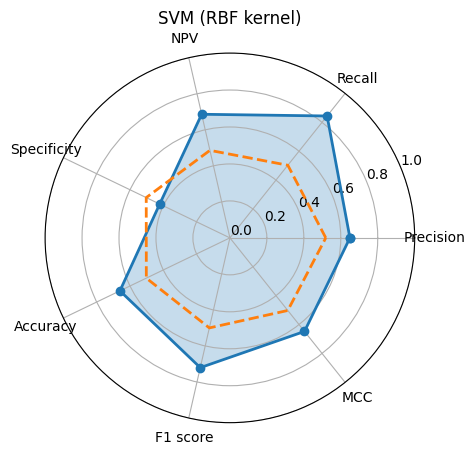 SVM (RBF kernel)
NPV
Recall
Specificity
1.0
0.8
0.6
0.4
0.2
0.0
Precision
Accuracy
MCC
F1 score